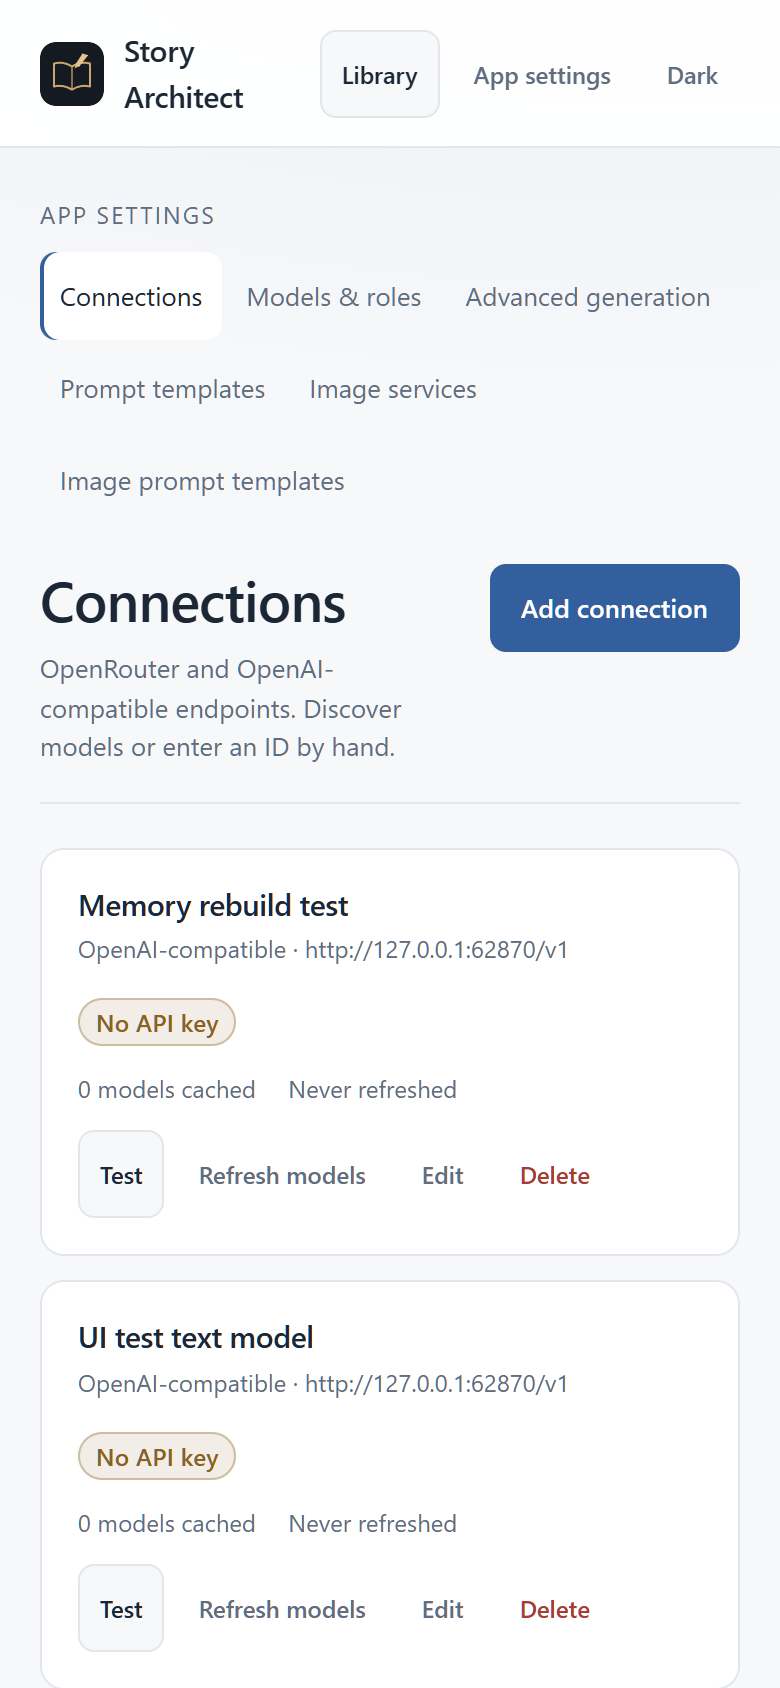 Story
Architect
Library
App settings
Dark
APP SETTINGS
Connections
Models & roles
Advanced generation
Prompt templates
Image services
Image prompt templates
Connections
Add connection
OpenRouter and OpenAI-
compatible endpoints. Discover
models or enter an ID by hand.
Memory rebuild test
OpenAI-compatible · http://127.0.0.1:62870/v1
No API key
0 models cached
Never refreshed
Test
Refresh models
Edit
Delete
UI test text model
OpenAI-compatible · http://127.0.0.1:62870/v1
No API key
0 models cached
Never refreshed
Test
Refresh models
Edit
Delete